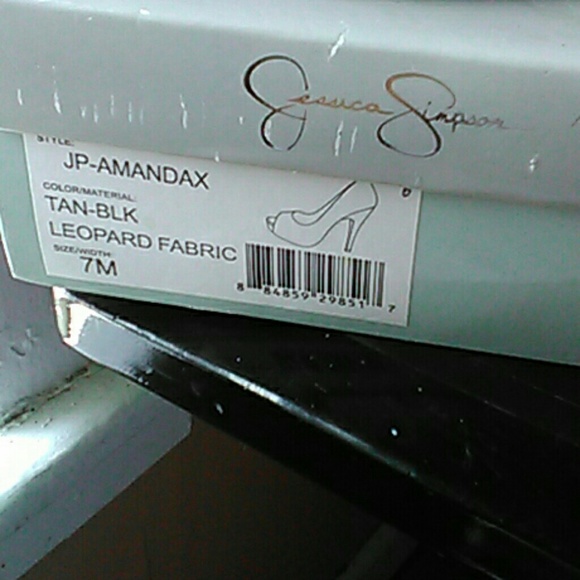 Jessica Simpson
STYLE:
JP-AMANDAX
COLOR/MATERIAL:
TAN-BLK
LEOPARD FABRIC
SIZE/WIDTH:
7M
8 84859 29851 7